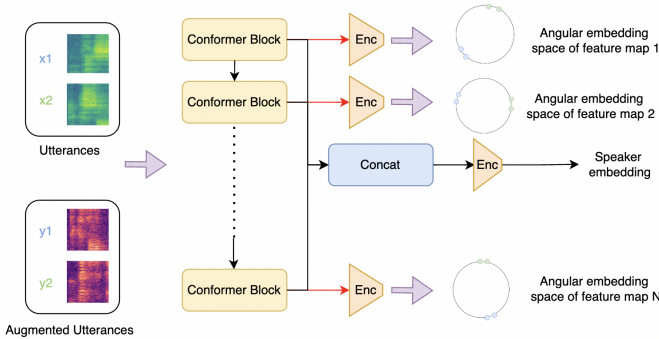 x1
x2
Utterances
y1
y2
Augmented Utterances
Conformer Block
Enc
Angular embedding
space of feature map 1
Conformer Block
Enc
Angular embedding
space of feature map 2
Concat
Enc
Speaker
embedding
Conformer Block
Enc
Angular embedding
space of feature map N